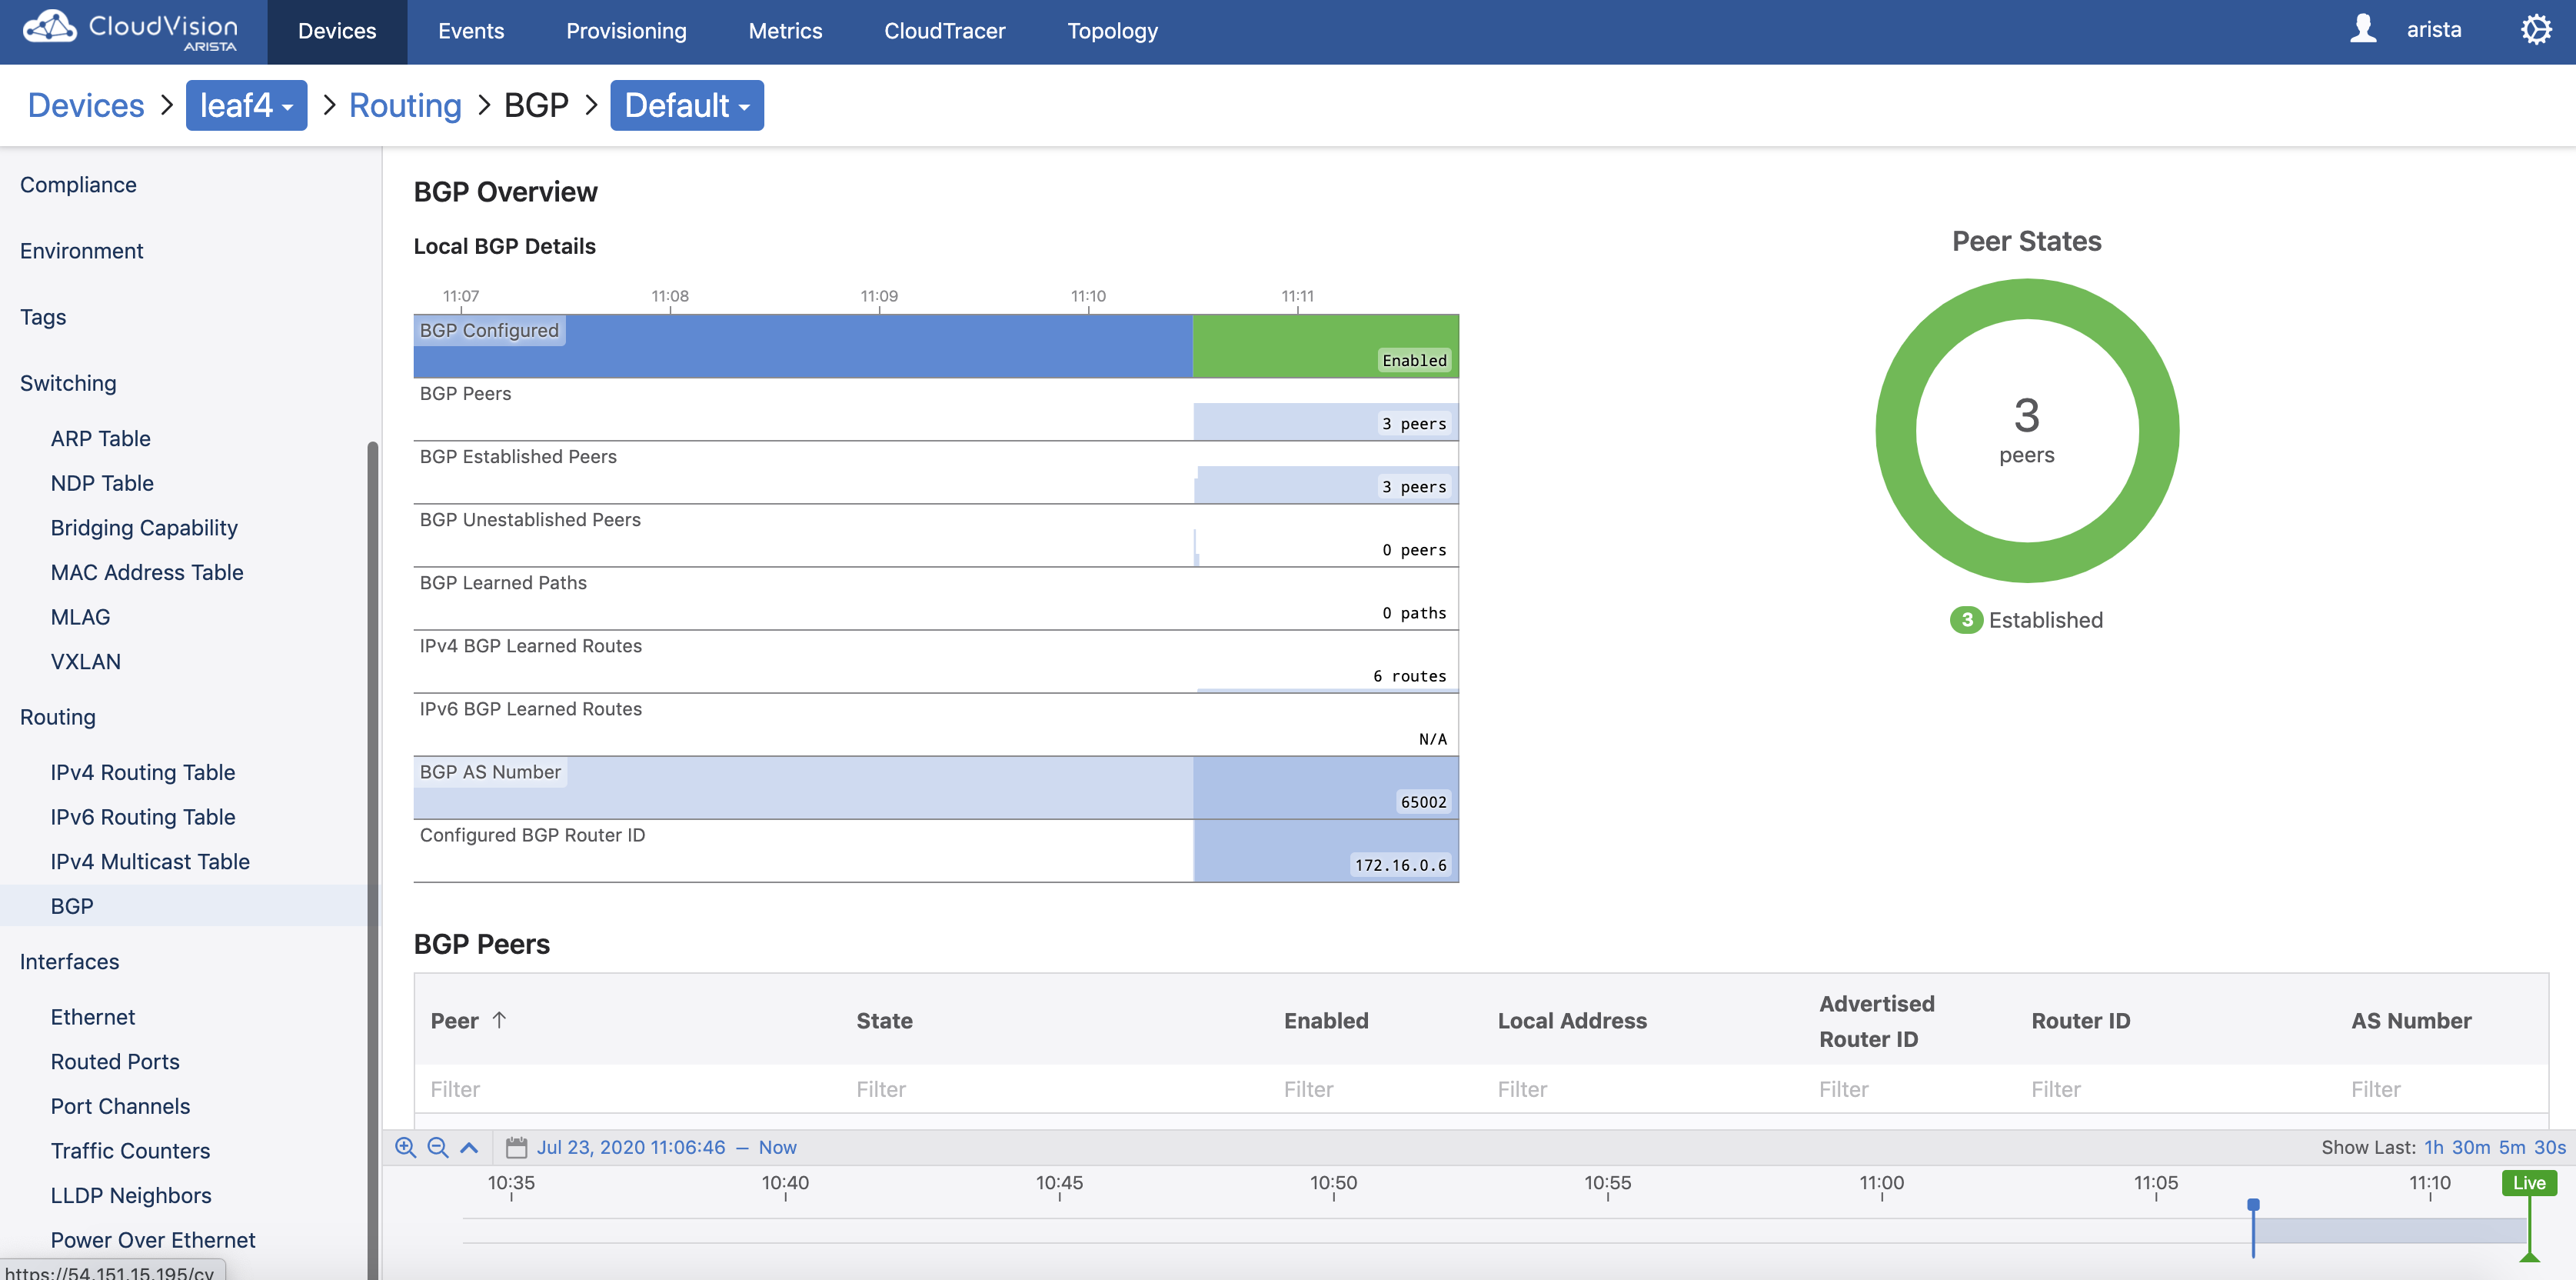 CloudVision
ARISTA
Devices
Events
Provisioning
Metrics
CloudTracer
Topology
arista
Devices > leaf4 > Routing > BGP > Default
Compliance
Environment
Tags
Switching
ARP Table
NDP Table
Bridging Capability
MAC Address Table
MLAG
VXLAN
Routing
IPv4 Routing Table
IPv6 Routing Table
IPv4 Multicast Table
BGP
Interfaces
Ethernet
Routed Ports
Port Channels
Traffic Counters
LLDP Neighbors
Power Over Ethernet
https://54.151.15.195/cv
BGP Overview
Local BGP Details
11:07 11:08 11:09 11:10 11:11
BGP Configured
Enabled
BGP Peers
3 peers
BGP Established Peers
3 peers
BGP Unestablished Peers
0 peers
BGP Learned Paths
0 paths
IPv4 BGP Learned Routes
6 routes
IPv6 BGP Learned Routes
N/A
BGP AS Number
65002
Configured BGP Router ID
172.16.0.6
Peer States
3
peers
3 Established
BGP Peers
Peer ↑ State Enabled Local Address Advertised Router ID Router ID AS Number
Filter Filter Filter Filter Filter Filter Filter
Jul 23, 2020 11:06:46 – Now
Show Last: 1h 30m 5m 30s
10:35 10:40 10:45 10:50 10:55 11:00 11:05 11:10 Live